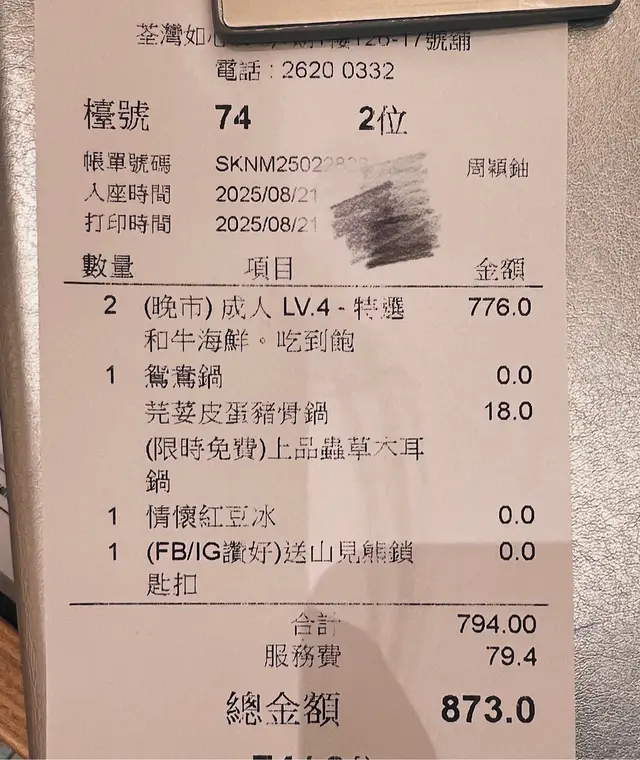 荃灣如心
電話：2620 0332
檯號 74 2位
帳單號碼 SKNM25022 周穎鈾
入座時間 2025/08/21
打印時間 2025/08/21
數量 項目 金額
2 (晚市) 成人 LV.4 - 特選 776.0
和牛海鮮。吃到飽
1 鴛鴦鍋 0.0
芫荽皮蛋豬骨鍋 18.0
(限時免費)上品蟲草大耳
鍋
1 情懷紅豆冰 0.0
1 (FB/IG讚好)送山見熊鎖 0.0
匙扣
合計 794.00
服務費 79.4
總金額 873.0